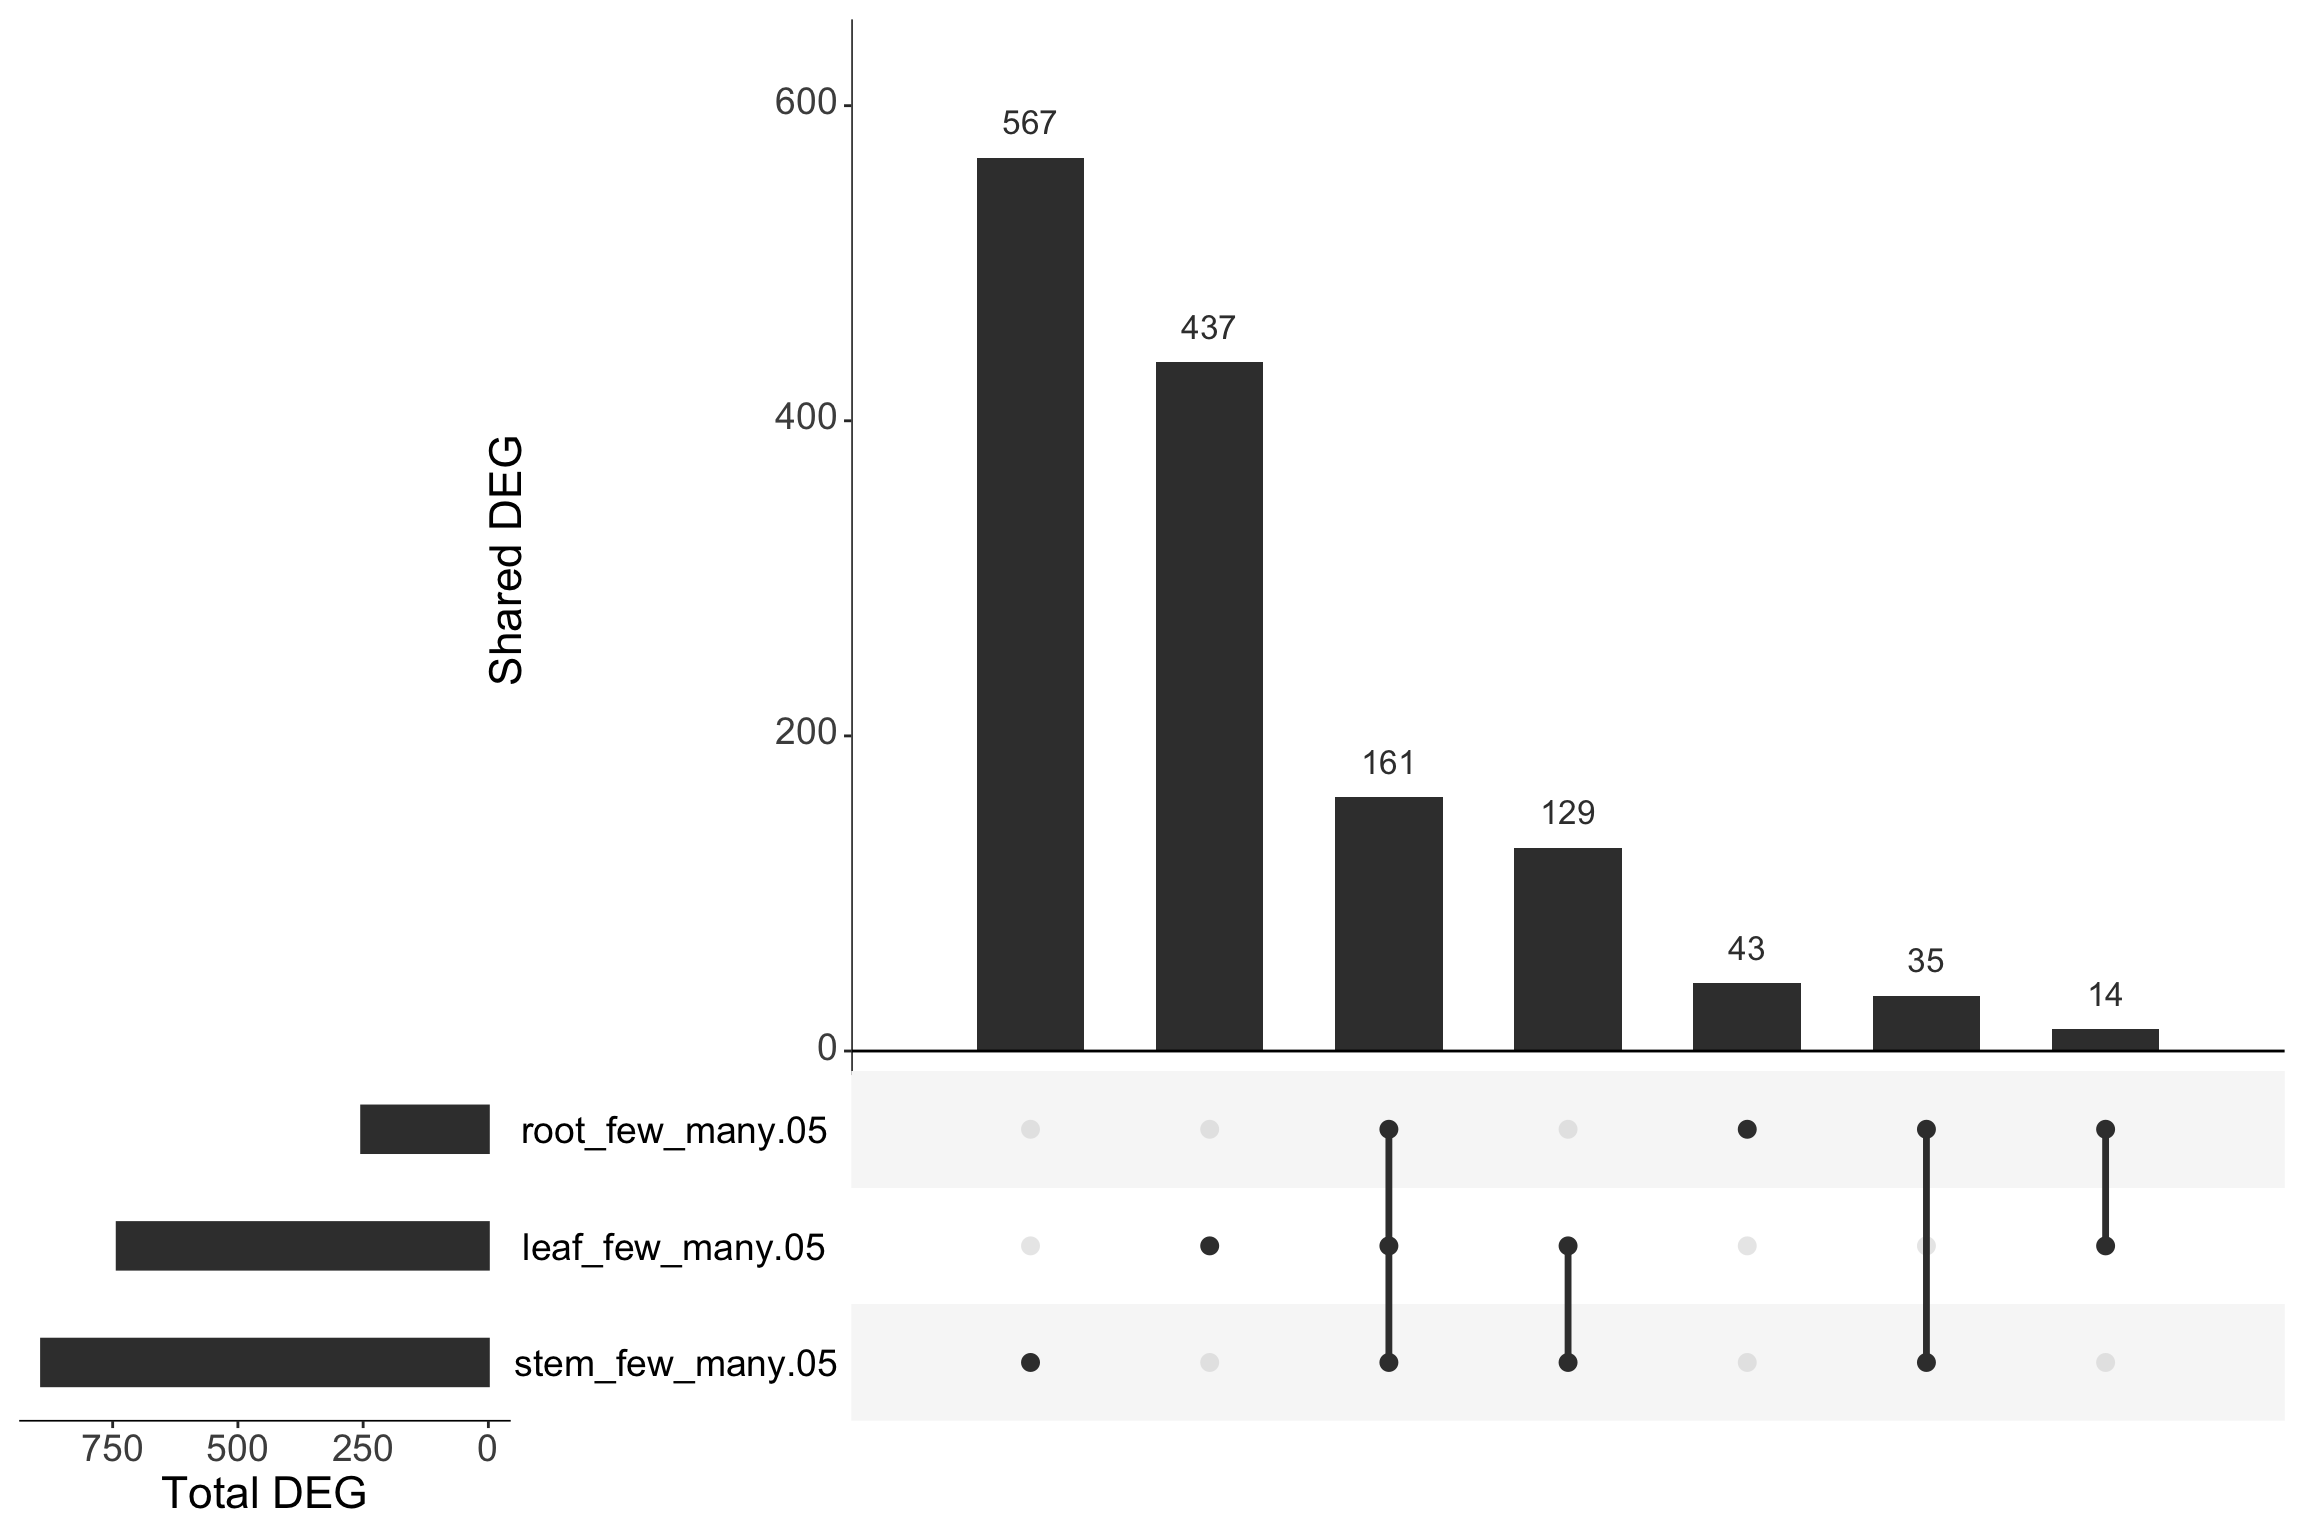 600
400
200
0
Shared DEG
567
437
161
129
43
35
14
root_few_many.05
leaf_few_many.05
stem_few_many.05
750 500 250 0
Total DEG